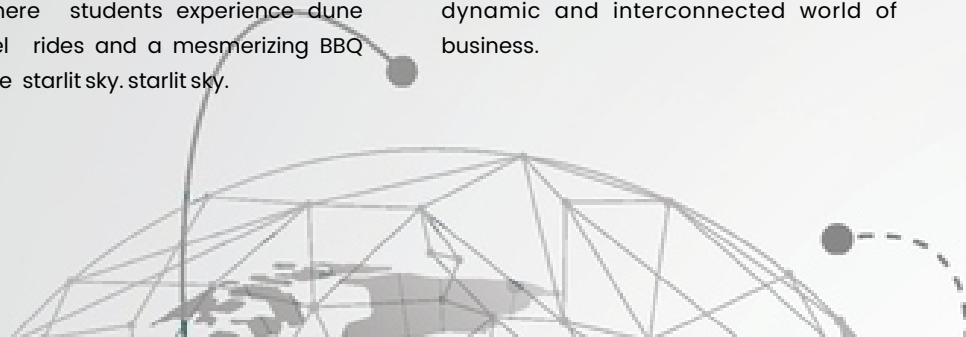 students experience dune
rides and a mesmerizing BBQ
starlit sky. starlit sky.
dynamic and interconnected world of
business.